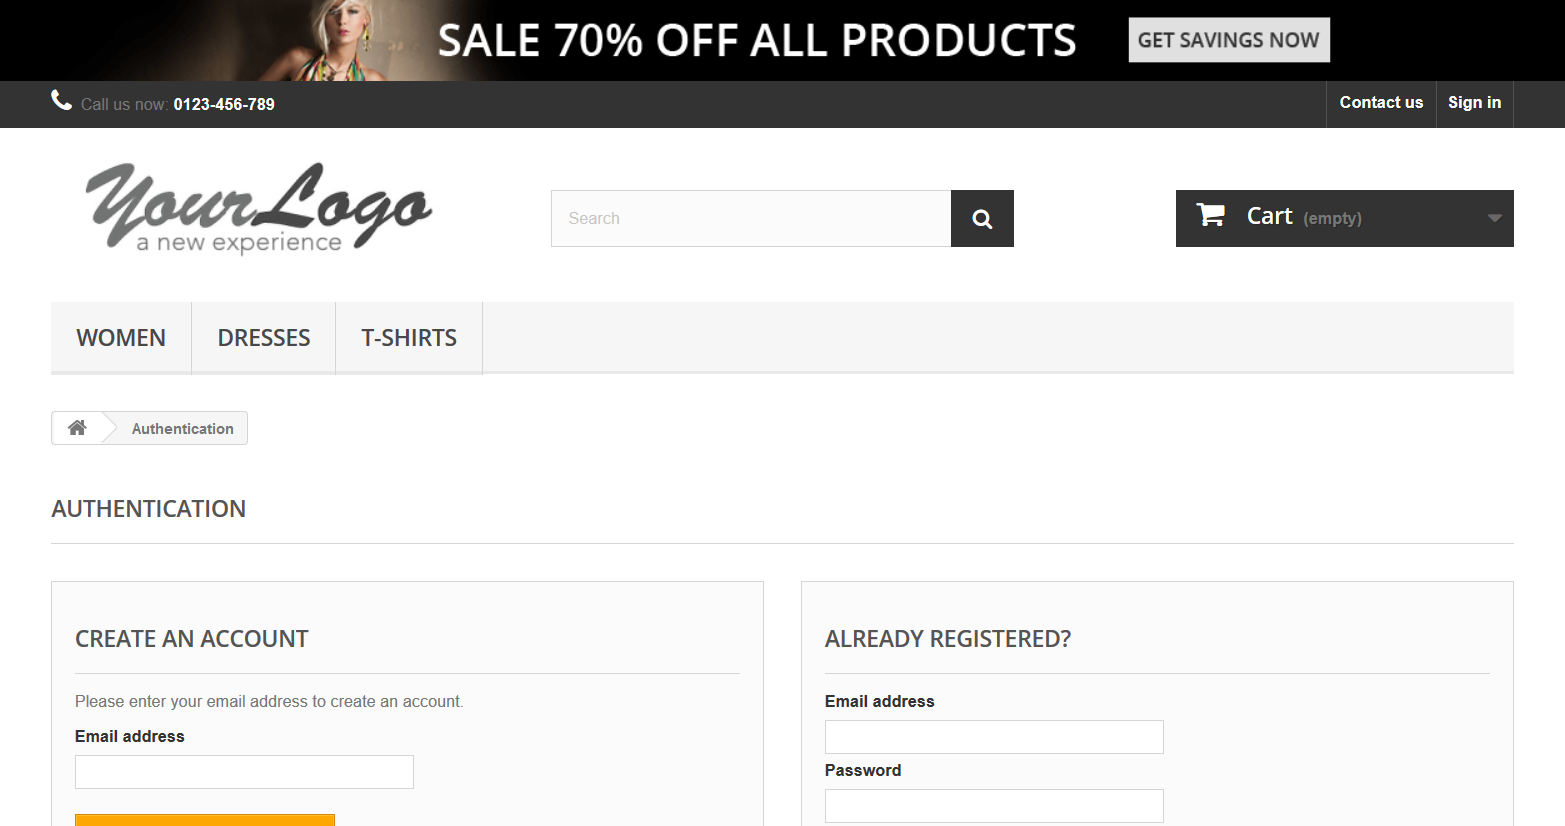 SALE 70% OFF ALL PRODUCTS GET SAVINGS NOW
Call us now: 0123-456-789 Contact us Sign in
YourLogo
a new experience
Search
Cart (empty)
WOMEN DRESSES T-SHIRTS
Authentication
AUTHENTICATION
CREATE AN ACCOUNT
Please enter your email address to create an account.
Email address
ALREADY REGISTERED?
Email address
Password